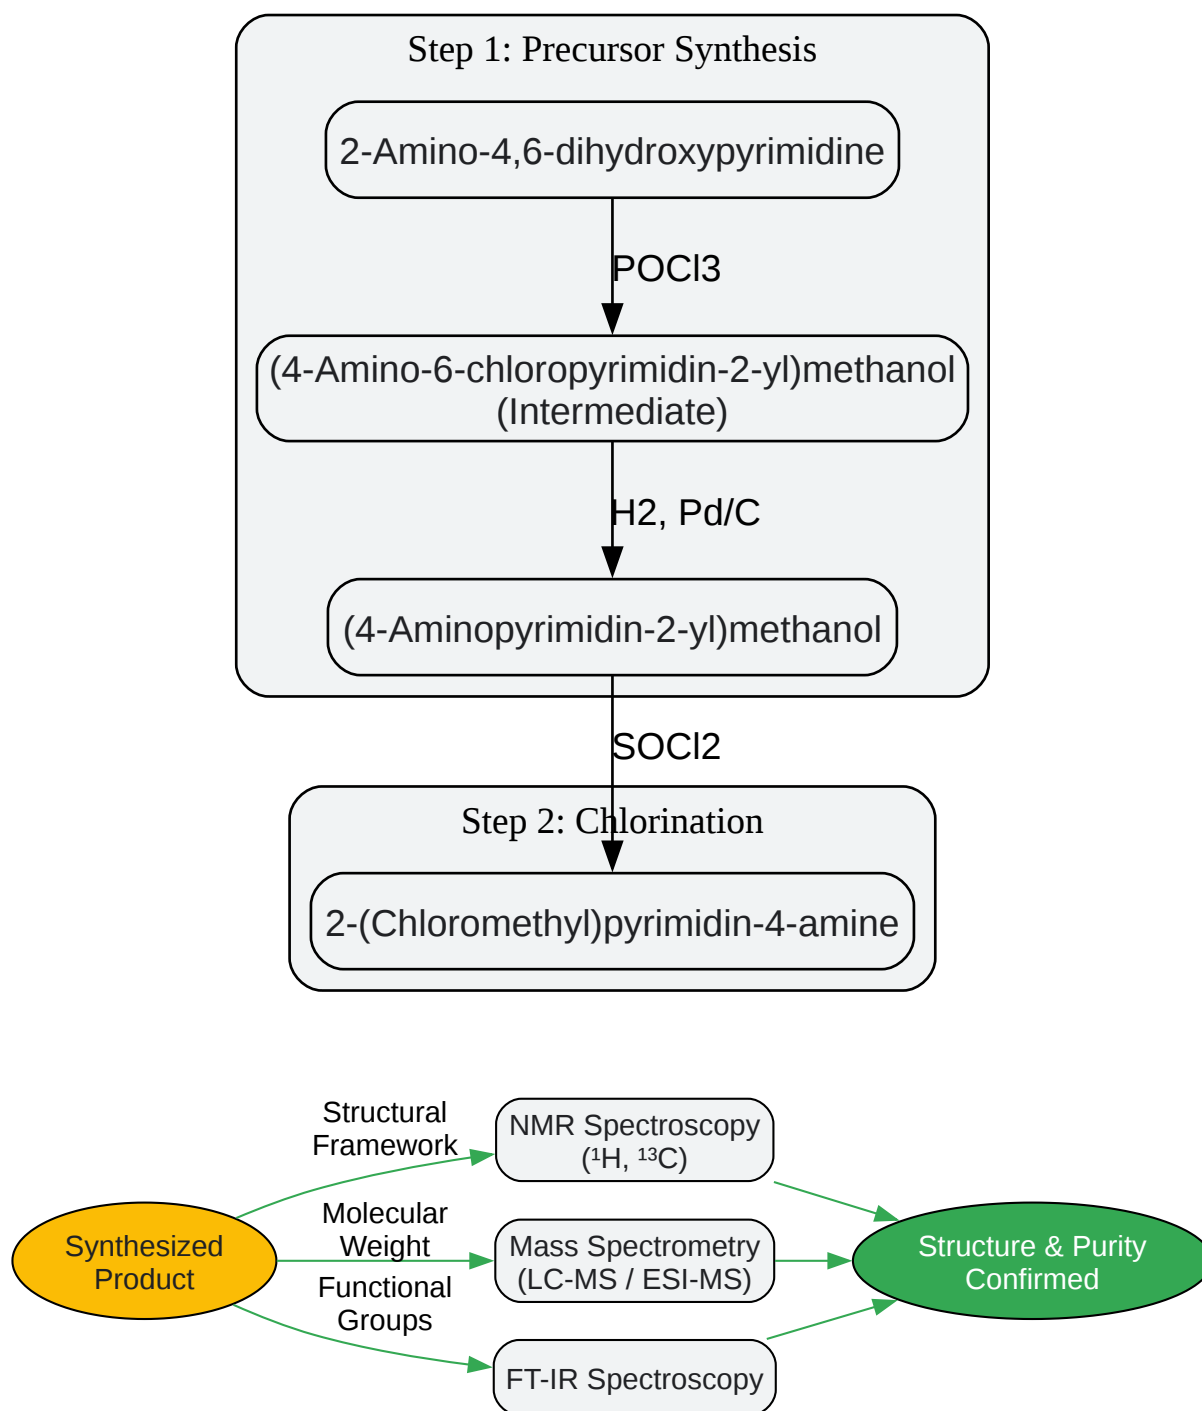 Step 1: Precursor Synthesis
2-Amino-4,6-dihydroxypyrimidine
POCl3
(4-Amino-6-chloropyrimidin-2-yl)methanol
(Intermediate)
H2, Pd/C
(4-Aminopyrimidin-2-yl)methanol
SOCl2
Step 2: Chlorination
2-(Chloromethyl)pyrimidin-4-amine
Structural
Framework
NMR Spectroscopy
(¹H, ¹³C)
Synthesized
Product
Molecular
Weight
Mass Spectrometry
(LC-MS / ESI-MS)
Structure & Purity
Confirmed
Functional
Groups
FT-IR Spectroscopy